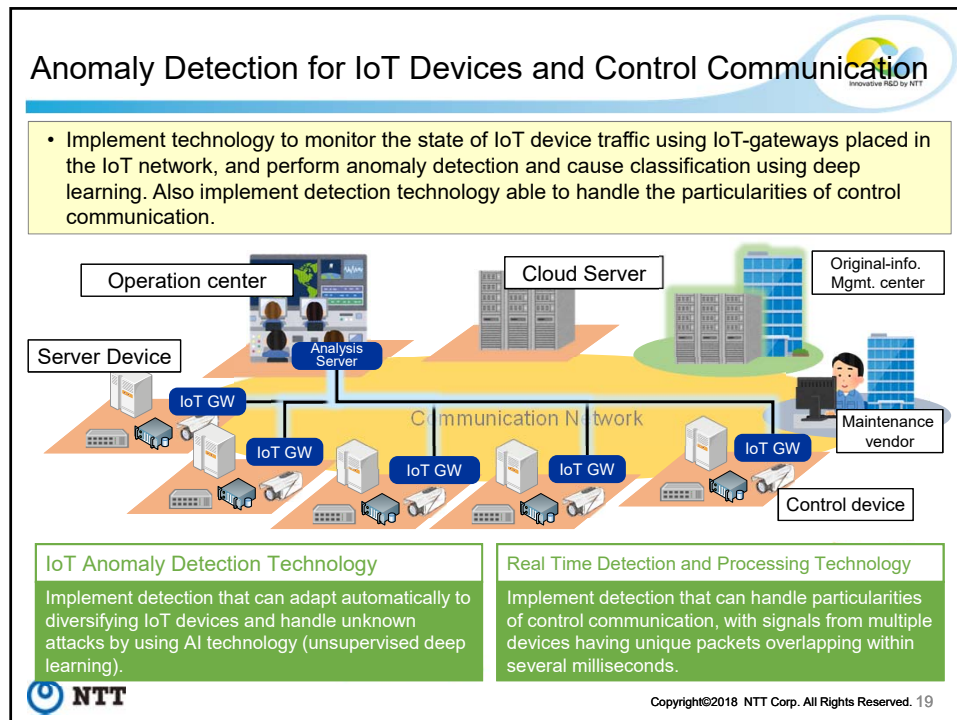 Anomaly Detection for IoT Devices and Control Communication
Innovative R&D by NTT
• Implement technology to monitor the state of IoT device traffic using IoT-gateways placed in
the IoT network, and perform anomaly detection and cause classification using deep
learning. Also implement detection technology able to handle the particularities of control
communication.
Operation center
Cloud Server
Original-info.
Mgmt. center
Server Device
Analysis
Server
IoT GW
Communication Network
Maintenance
vendor
IoT GW
IoT GW
IoT GW
IoT GW
Control device
IoT Anomaly Detection Technology
Implement detection that can adapt automatically to
diversifying IoT devices and handle unknown
attacks by using AI technology (unsupervised deep
learning).
Real Time Detection and Processing Technology
Implement detection that can handle particularities
of control communication, with signals from multiple
devices having unique packets overlapping within
several milliseconds.
NTT
Copyright©2018 NTT Corp. All Rights Reserved. 19